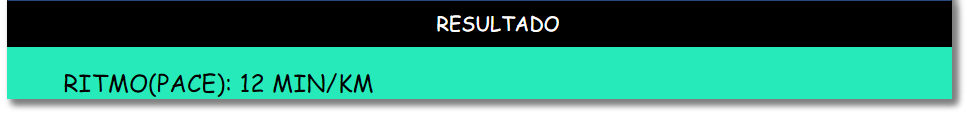 RESULTADO
RITMO(PACE): 12 MIN/KM